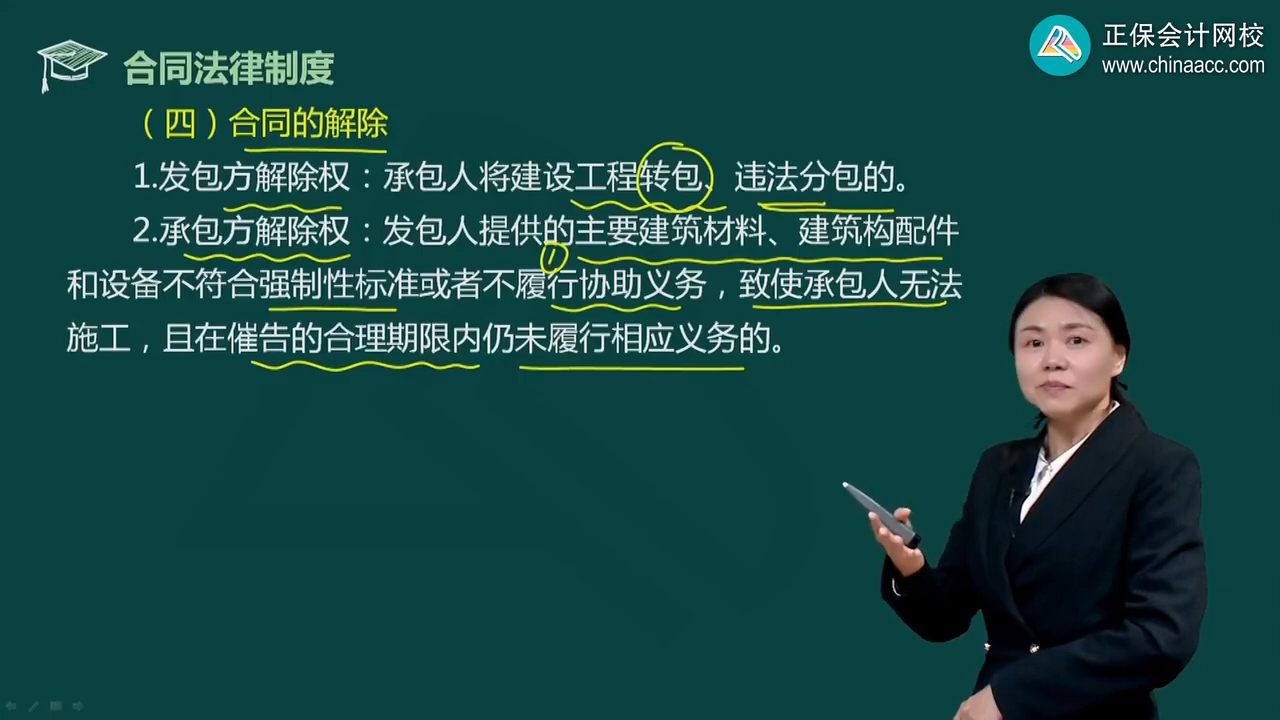 正保会计网校
www.chinaacc.com
合同法律制度
（四）合同的解除
1.发包方解除权：承包人将建设工程转包、违法分包的。
2.承包方解除权：发包人提供的主要建筑材料、建筑构配件
①
和设备不符合强制性标准或者不履行协助义务，致使承包人无法
施工，且在催告的合理期限内仍未履行相应义务的。